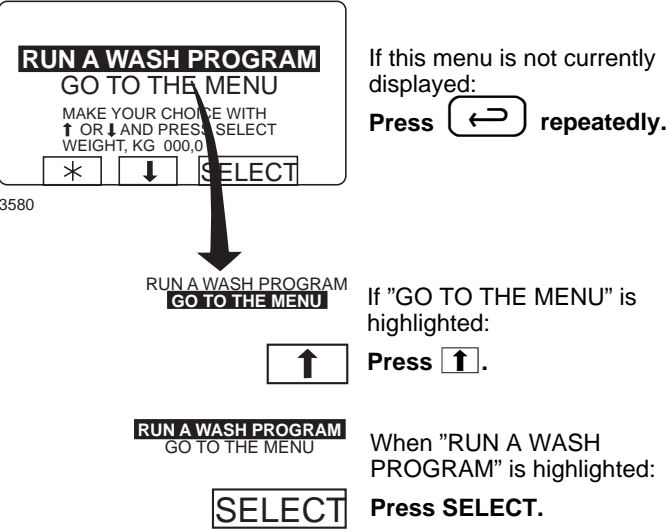 RUN A WASH PROGRAM
GO TO THE MENU
MAKE YOUR CHOICE WITH
↑ OR ↓ AND PRESS SELECT
WEIGHT, KG 000,0
* ↓ SELECT
3580
If this menu is not currently
displayed:
Press ↩ repeatedly.
RUN A WASH PROGRAM
GO TO THE MENU
If ”GO TO THE MENU” is
highlighted:
↑
Press ↑.
RUN A WASH PROGRAM
GO TO THE MENU
When ”RUN A WASH
PROGRAM” is highlighted:
SELECT
Press SELECT.